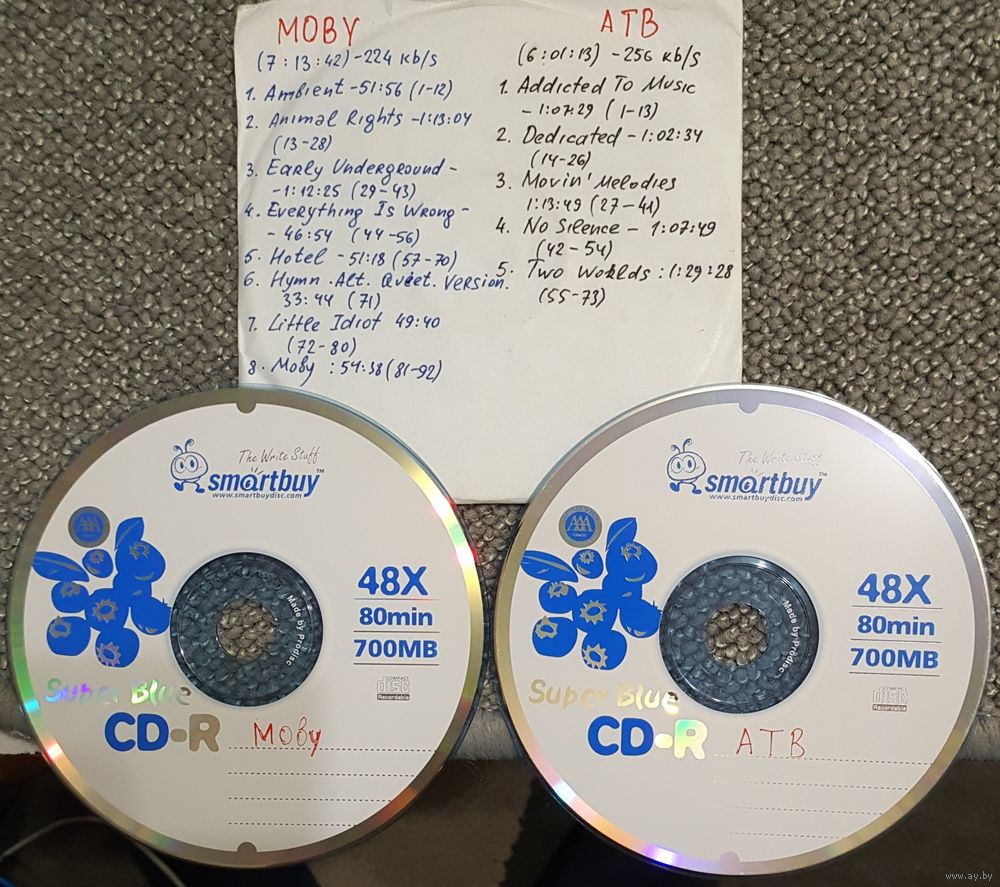 MOBY
(7:13:42) - 224 кb/s
1. Ambient - 51:56 (1-12)
2. Animal Rights - 1:13:04
(13-28)
3. Early Underground -
- 1:12:25 (29-43)
4. Everything Is Wrong -
- 46:54 (44-56)
5. Hotel - 51:18 (57-70)
6. Hymn .Alt. Quiet. Version.
33:44 (71)
7. Little Idiot 49:40
(72-80)
8. Moby : 54:38 (81-92)
ATB
(6:01:13) - 256 кb/s
1. Addicted To Music
- 1:07:29 (1-13)
2. Dedicated - 1:02:34
(14-26)
3. Movin' Melodies
1:13:49 (27-41)
4. No Silence - 1:07:49
(42-54)
5. Two Worlds : 1:29:28
(55-73)
The Write Stuff
smartbuy™
www.smartbuydisc.com
AAA
48X
80min
700MB
Made by Prodisc
COMPACT
disc
Recordable
Super Blue
CD-R Moby
The Write Stuff
smartbuy™
www.smartbuydisc.com
AAA
48X
80min
700MB
Made by Prodisc
COMPACT
disc
Recordable
Super Blue
CD-R ATB
www.ay.by